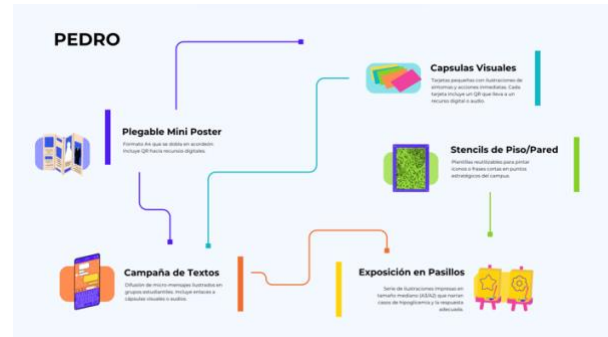 PEDRO
Capsulas Visuales
Tarjetas pequeñas con ilustraciones de
síntomas y acciones inmediatas. Cada
tarjeta incluye un QR que lleva a un
recurso digital o audio.
Plegable Mini Poster
Formato A4 que se dobla en acordeón
incluye QR hacia recursos digitales.
Stencils de Piso/Pared
Plantillas reutilizables para pintar
íconos o frases cortas en puntos
estratégicos del campus.
Campaña de Textos
Difusión de micro-mensajes ilustrados en
grupos estudiantiles. Incluye enlaces a
cápsulas visuales o audios.
Exposición en Pasillos
Serie de ilustraciones impresas en
tamaño mediano (A3/A2) que narran
casos de hipoglicemia y la respuesta
adecuada.